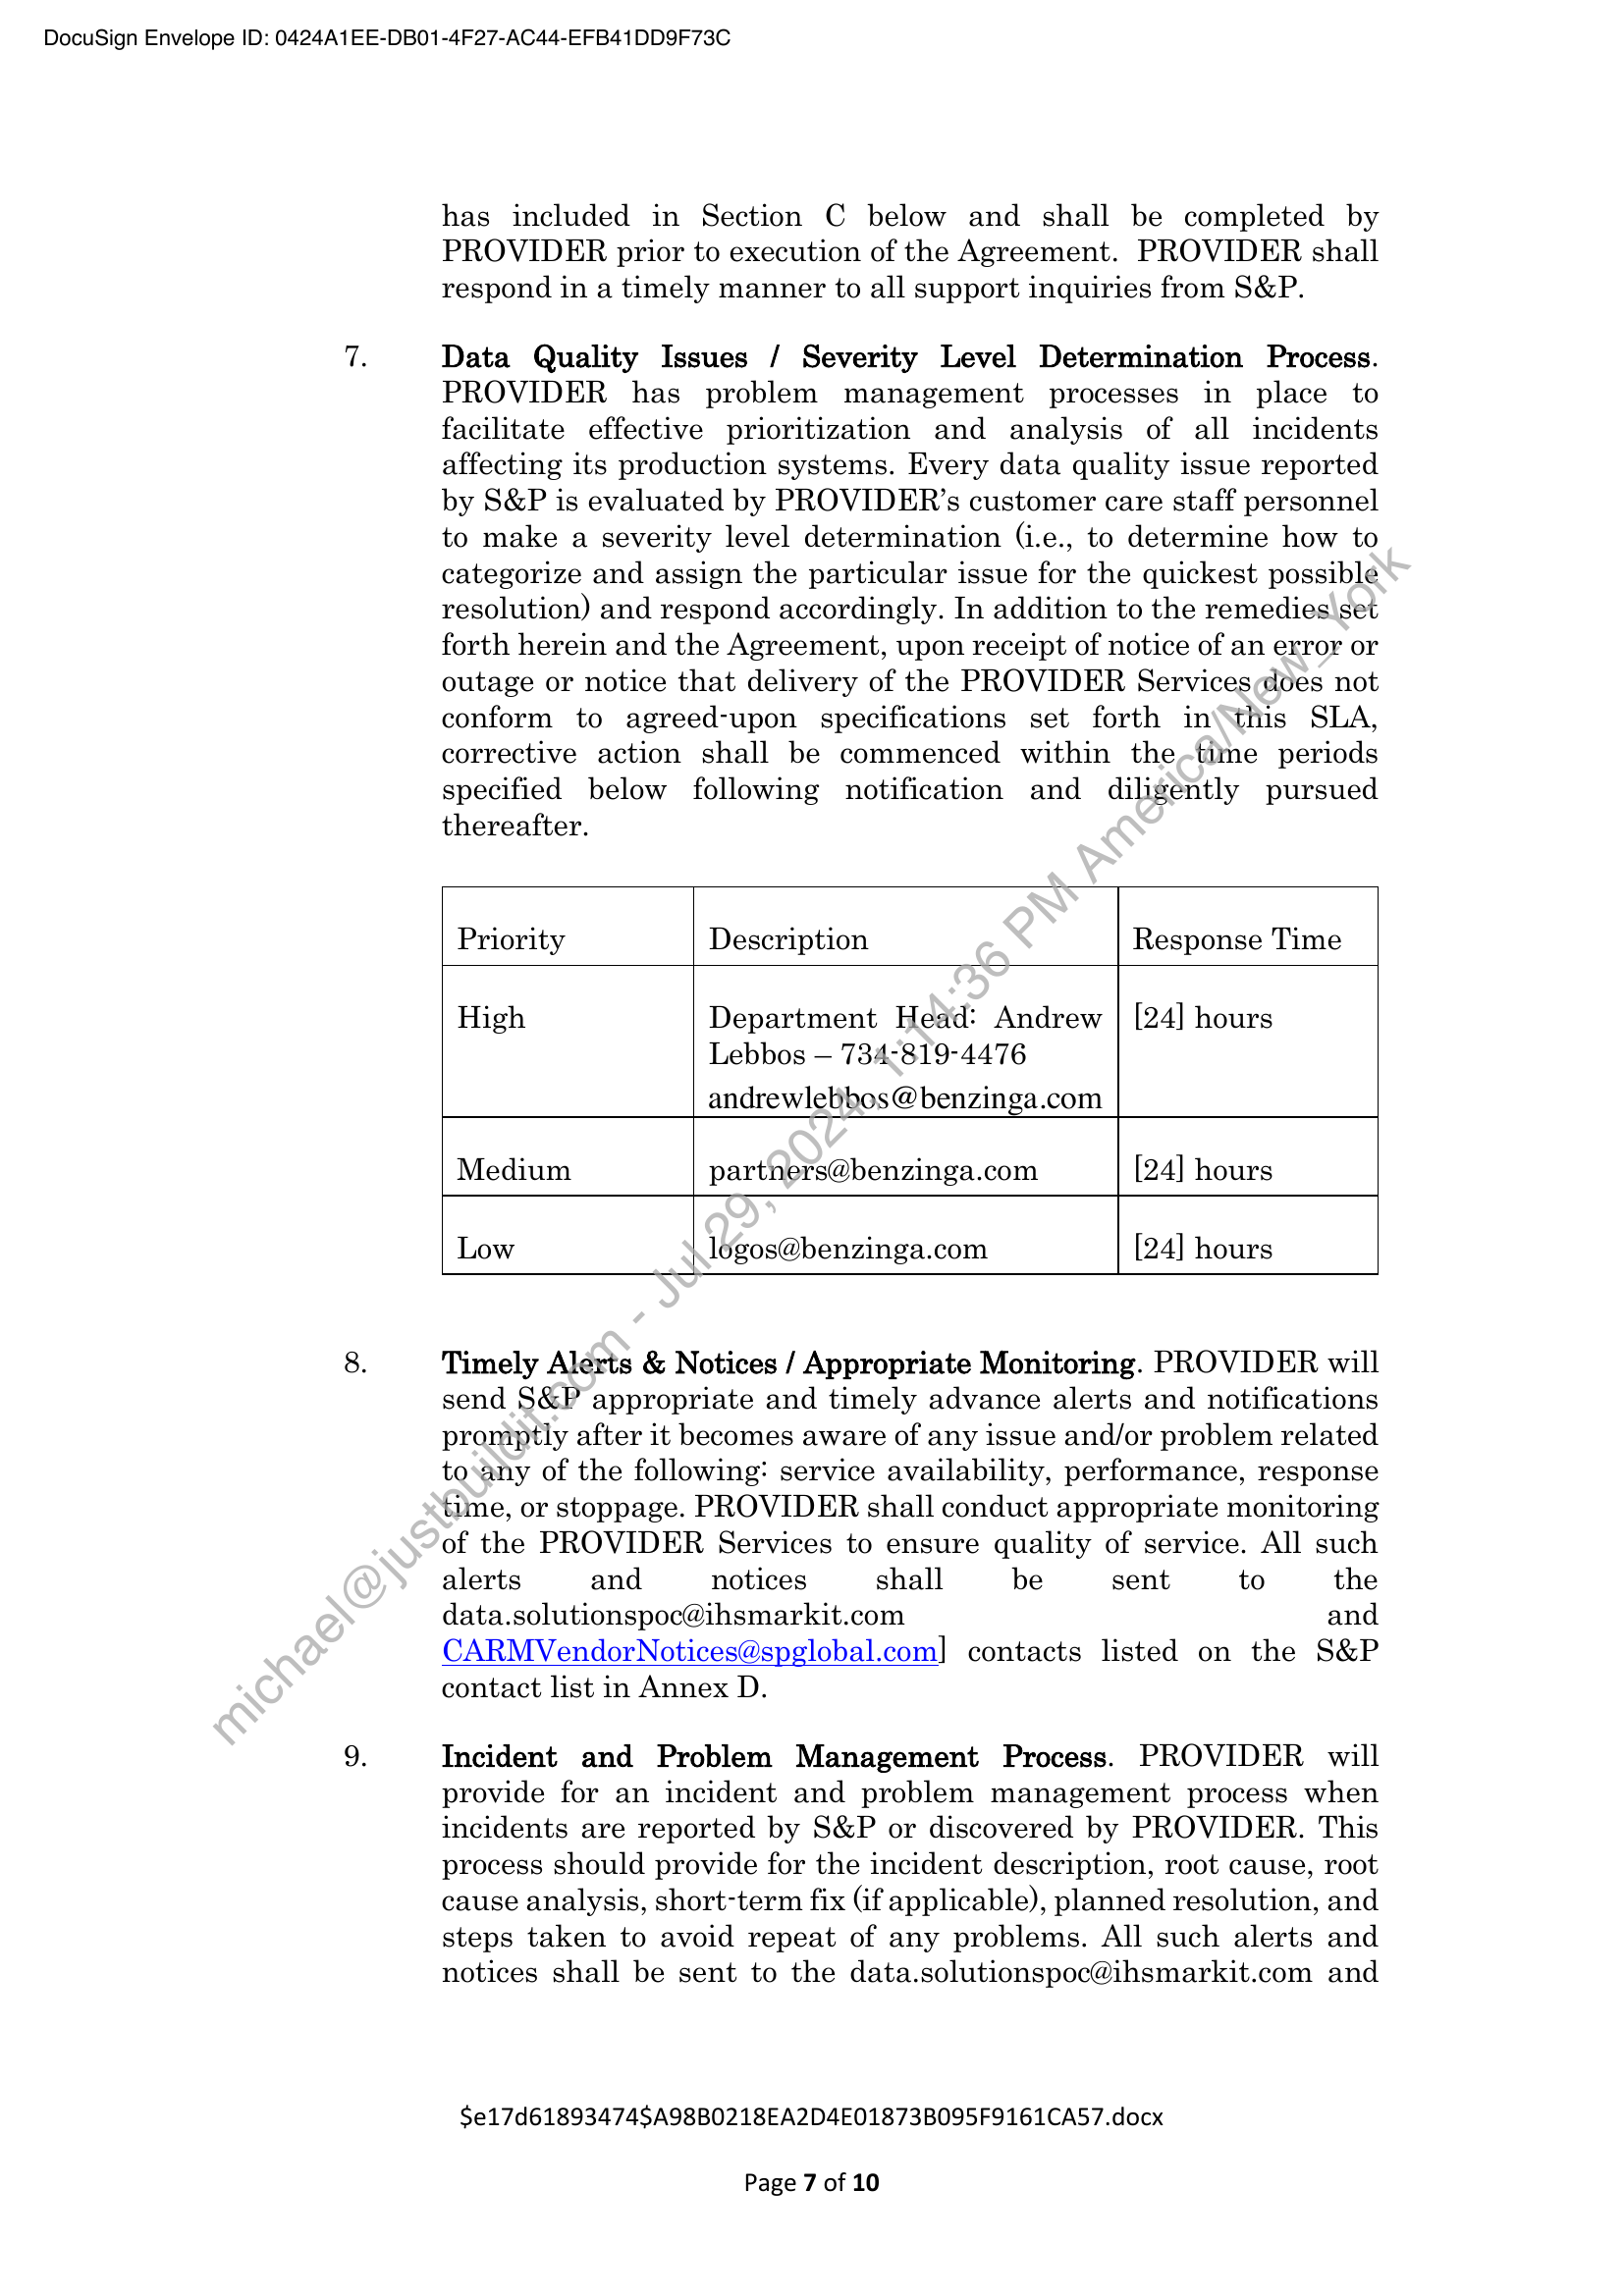 DocuSign Envelope ID: 0424A1EE-DB01-4F27-AC44-EFB41DD9F73C
has included in Section C below and shall be completed by
PROVIDER prior to execution of the Agreement. PROVIDER shall
respond in a timely manner to all support inquiries from S&P.
7. Data Quality Issues / Severity Level Determination Process.
PROVIDER has problem management processes in place to
facilitate effective prioritization and analysis of all incidents
affecting its production systems. Every data quality issue reported
by S&P is evaluated by PROVIDER’s customer care staff personnel
to make a severity level determination (i.e., to determine how to
categorize and assign the particular issue for the quickest possible
resolution) and respond accordingly. In addition to the remedies set
forth herein and the Agreement, upon receipt of notice of an error or
outage or notice that delivery of the PROVIDER Services does not
conform to agreed-upon specifications set forth in this SLA,
corrective action shall be commenced within the time periods
specified below following notification and diligently pursued
thereafter.
Priority Description Response Time
High Department Head: Andrew [24] hours
Lebbos – 734-819-4476
andrewlebbos@benzinga.com
Medium partners@benzinga.com [24] hours
Low logos@benzinga.com [24] hours
8. Timely Alerts & Notices / Appropriate Monitoring. PROVIDER will
send S&P appropriate and timely advance alerts and notifications
promptly after it becomes aware of any issue and/or problem related
to any of the following: service availability, performance, response
time, or stoppage. PROVIDER shall conduct appropriate monitoring
of the PROVIDER Services to ensure quality of service. All such
alerts and notices shall be sent to the
data.solutionspoc@ihsmarkit.com and
CARMVendorNotices@spglobal.com] contacts listed on the S&P
contact list in Annex D.
9. Incident and Problem Management Process. PROVIDER will
provide for an incident and problem management process when
incidents are reported by S&P or discovered by PROVIDER. This
process should provide for the incident description, root cause, root
cause analysis, short-term fix (if applicable), planned resolution, and
steps taken to avoid repeat of any problems. All such alerts and
notices shall be sent to the data.solutionspoc@ihsmarkit.com and
$e17d61893474$A98B0218EA2D4E01873B095F9161CA57.docx
Page 7 of 10
michael@justbuildit.com - Jul 29, 2024, 1:14:36 PM America/New_York